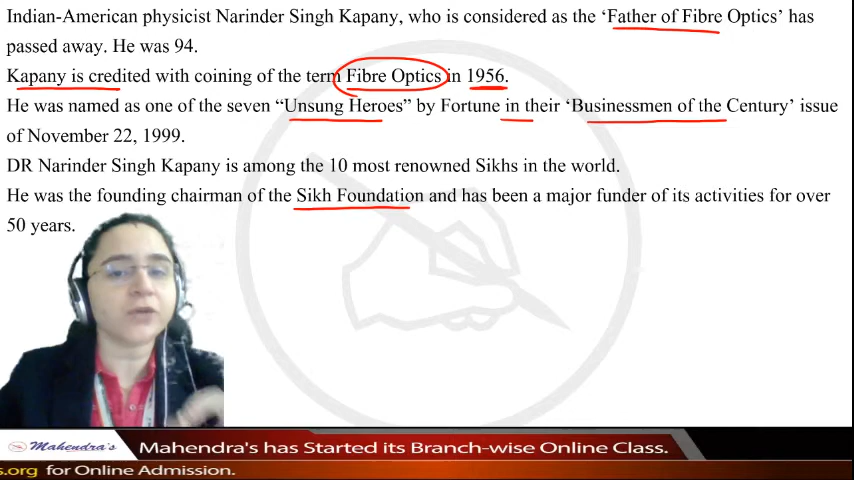 Indian-American physicist Narinder Singh Kapany, who is considered as the ‘Father of Fibre Optics’ has
passed away. He was 94.
Kapany is credited with coining of the term Fibre Optics in 1956.
He was named as one of the seven “Unsung Heroes” by Fortune in their ‘Businessmen of the Century’ issue
of November 22, 1999.
DR Narinder Singh Kapany is among the 10 most renowned Sikhs in the world.
He was the founding chairman of the Sikh Foundation and has been a major funder of its activities for over
50 years.
Mahendra's Mahendra's has Started its Branch-wise Online Class.
s.org for Online Admission.